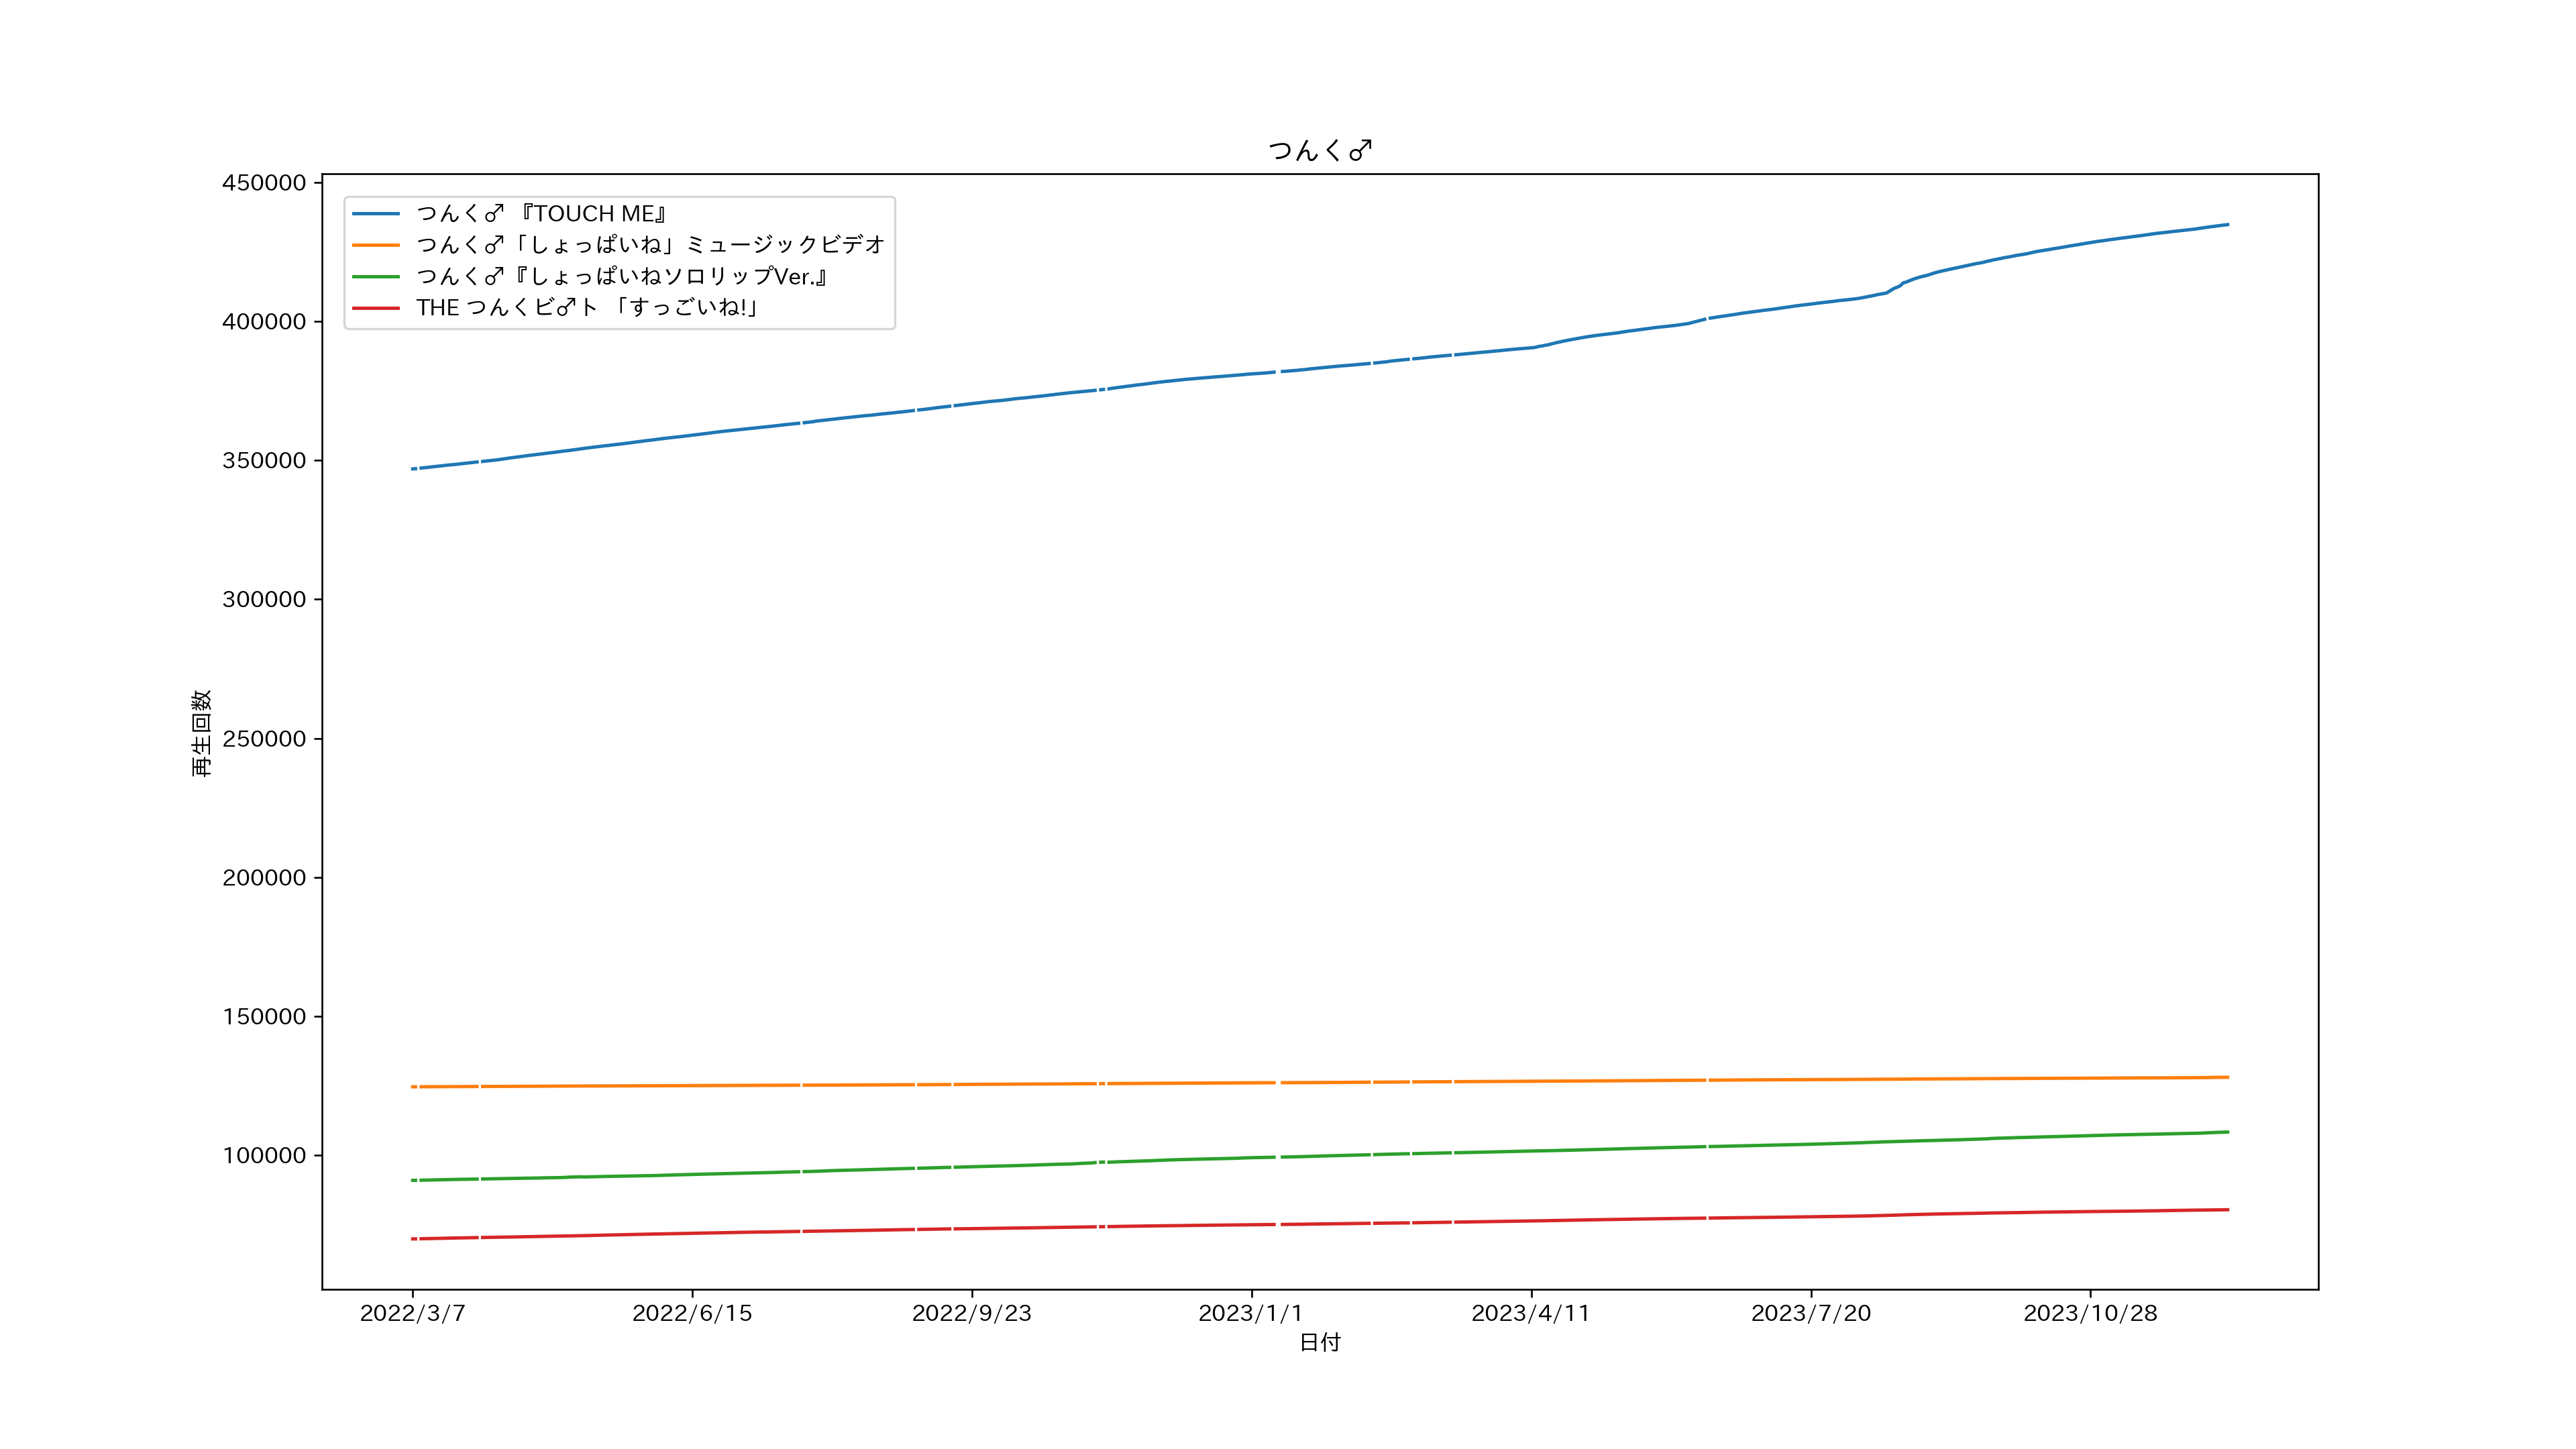 つんく♂
450000
400000
350000
300000
250000
200000
150000
100000
再生回数
つんく♂ 『TOUCH ME』
つんく♂「しょっぱいね」ミュージックビデオ
つんく♂『しょっぱいねソロリップVer.』
THE つんくビ♂ト 「すっごいね!」
2022/3/7
2022/6/15
2022/9/23
2023/1/1
2023/4/11
2023/7/20
2023/10/28
日付